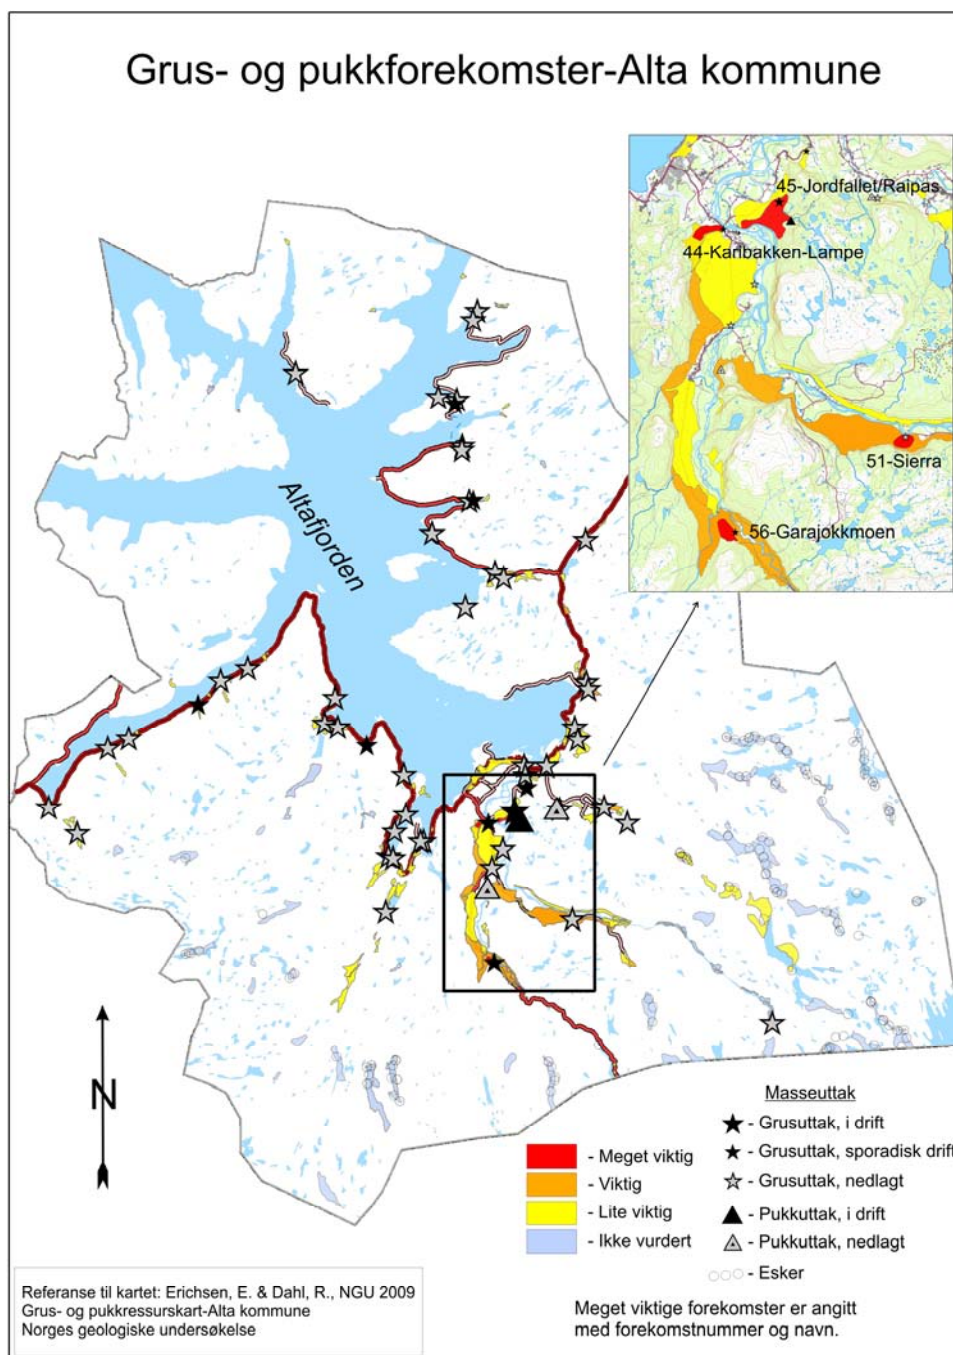 Grus- og pukkforekomster-Alta kommune
45-Jordfallet/Raipas
44-Karibakken-Lampe
51-Sierra
56-Garajokkmoen
Altafjorden
N
Masseuttak
- Grusuttak, i drift
- Grusuttak, sporadisk drift
- Grusuttak, nedlagt
- Pukkuttak, i drift
- Pukkuttak, nedlagt
- Esker
- Meget viktig
- Viktig
- Lite viktig
- Ikke vurdert
Meget viktige forekomster er angitt
med forekomstnummer og navn.
Referanse til kartet: Erichsen, E. & Dahl, R., NGU 2009
Grus- og pukkressurskart-Alta kommune
Norges geologiske undersøkelse